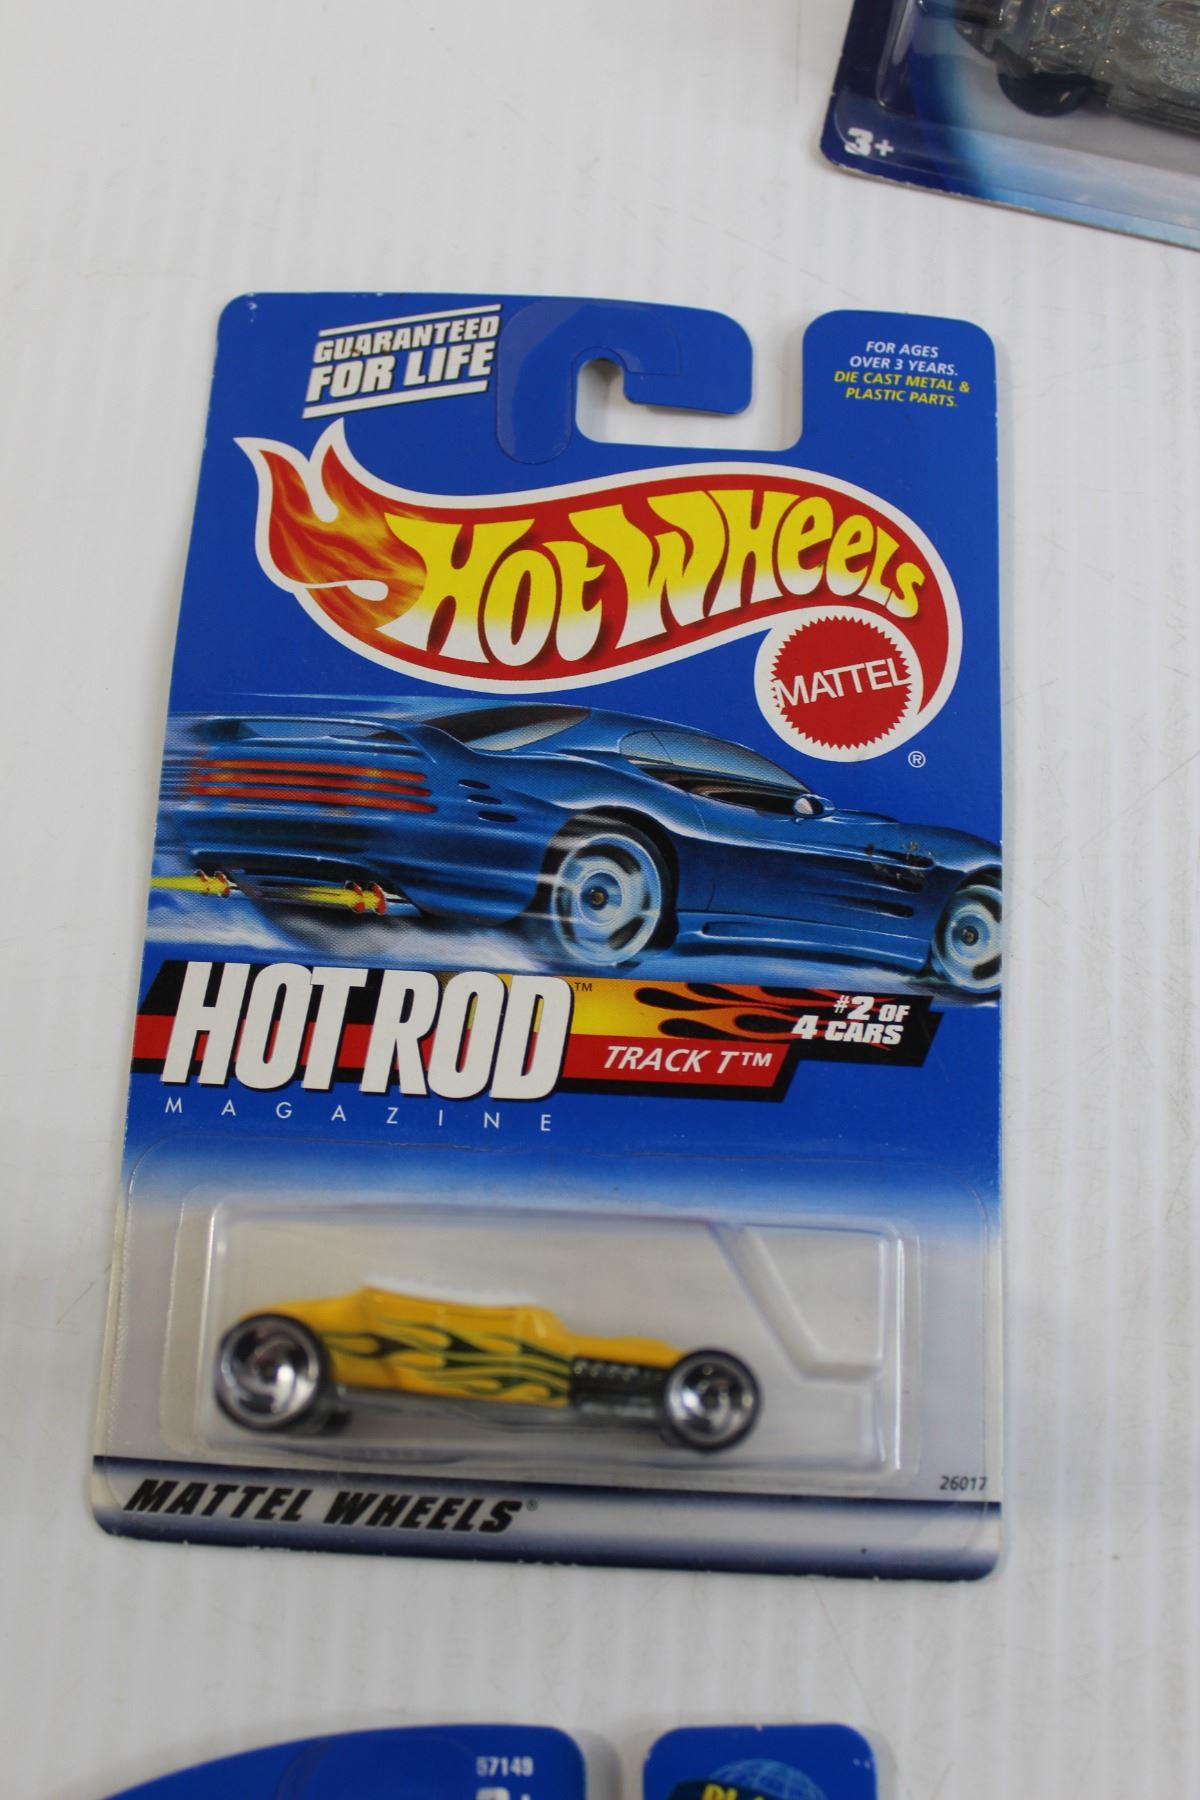 3+
GUARANTEED
FOR LIFE
FOR AGES
OVER 3 YEARS.
DIE CAST METAL &
PLASTIC PARTS.
HOT WHEELS
MATTEL
®
HOT ROD™
MAGAZINE
TRACK T™
#2 OF
4 CARS
26017
MATTEL WHEELS®
57149